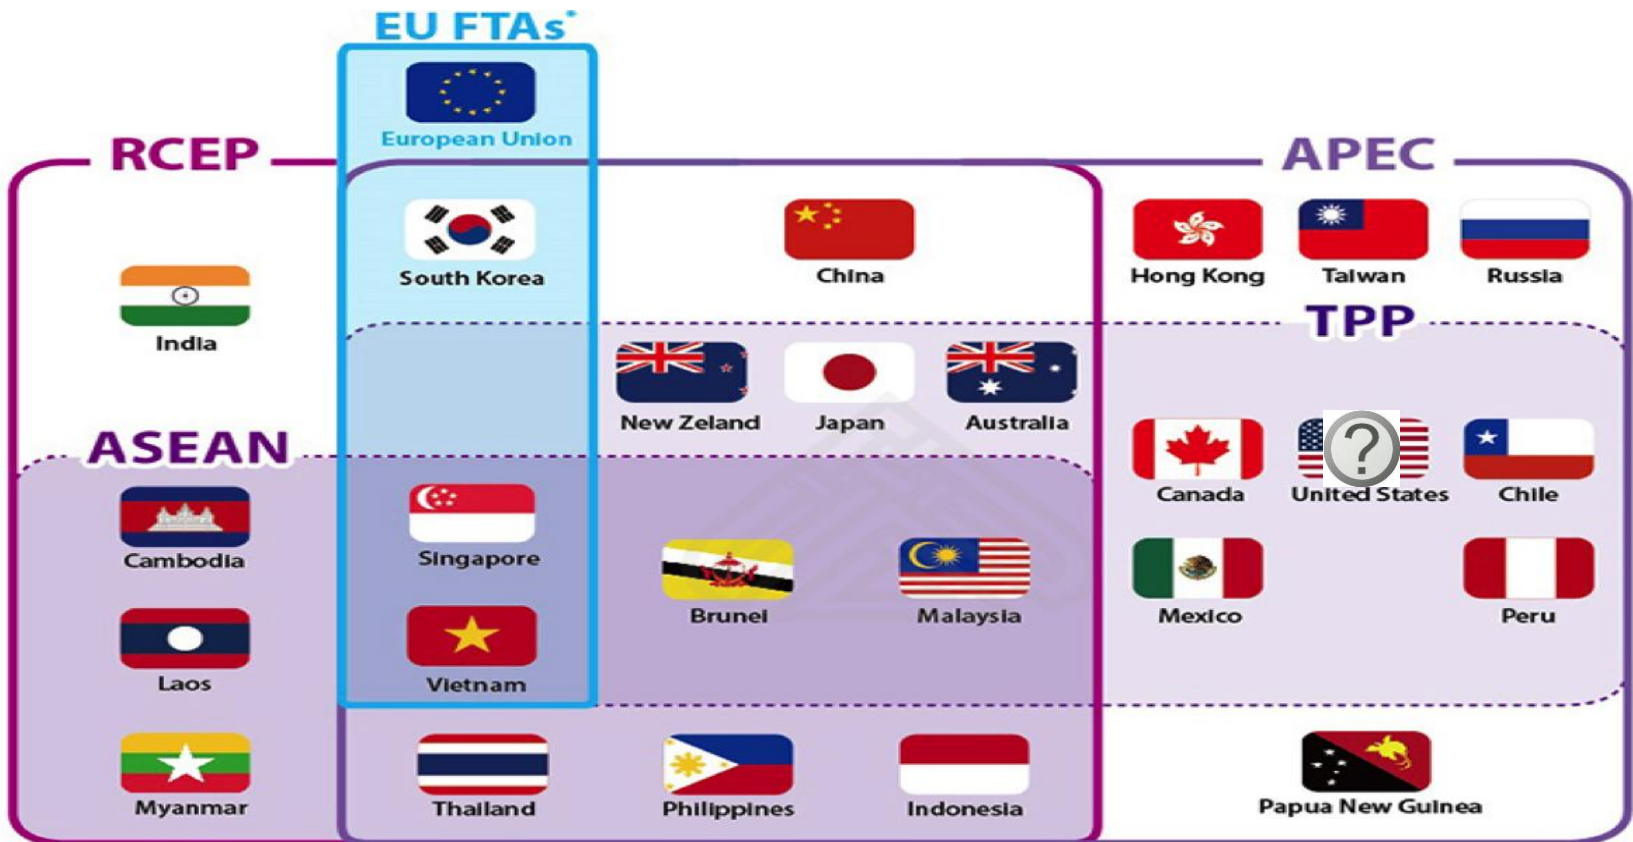 EU FTAs*
European Union
RCEP
APEC
South Korea
China
Hong Kong
Taiwan
Russia
India
TPP
New Zeland
Japan
Australia
ASEAN
Canada
?
United States
Chile
Cambodia
Singapore
Brunei
Malaysia
Mexico
Peru
Laos
Vietnam
Myanmar
Thailand
Philippines
Indonesia
Papua New Guinea